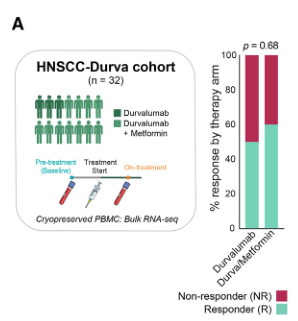 A
HNSCC-Durva cohort
(n = 32)
Durvalumab
Durvalumab
+ Metformin
Pre-treatment
(Baseline)
Treatment
Start
On-treatment
Cryopreserved PBMC: Bulk RNA-seq
p = 0.68
% response by therapy arm
100
80
60
40
20
0
Durvalumab
Durva/Metformin
Non-responder (NR)
Responder (R)